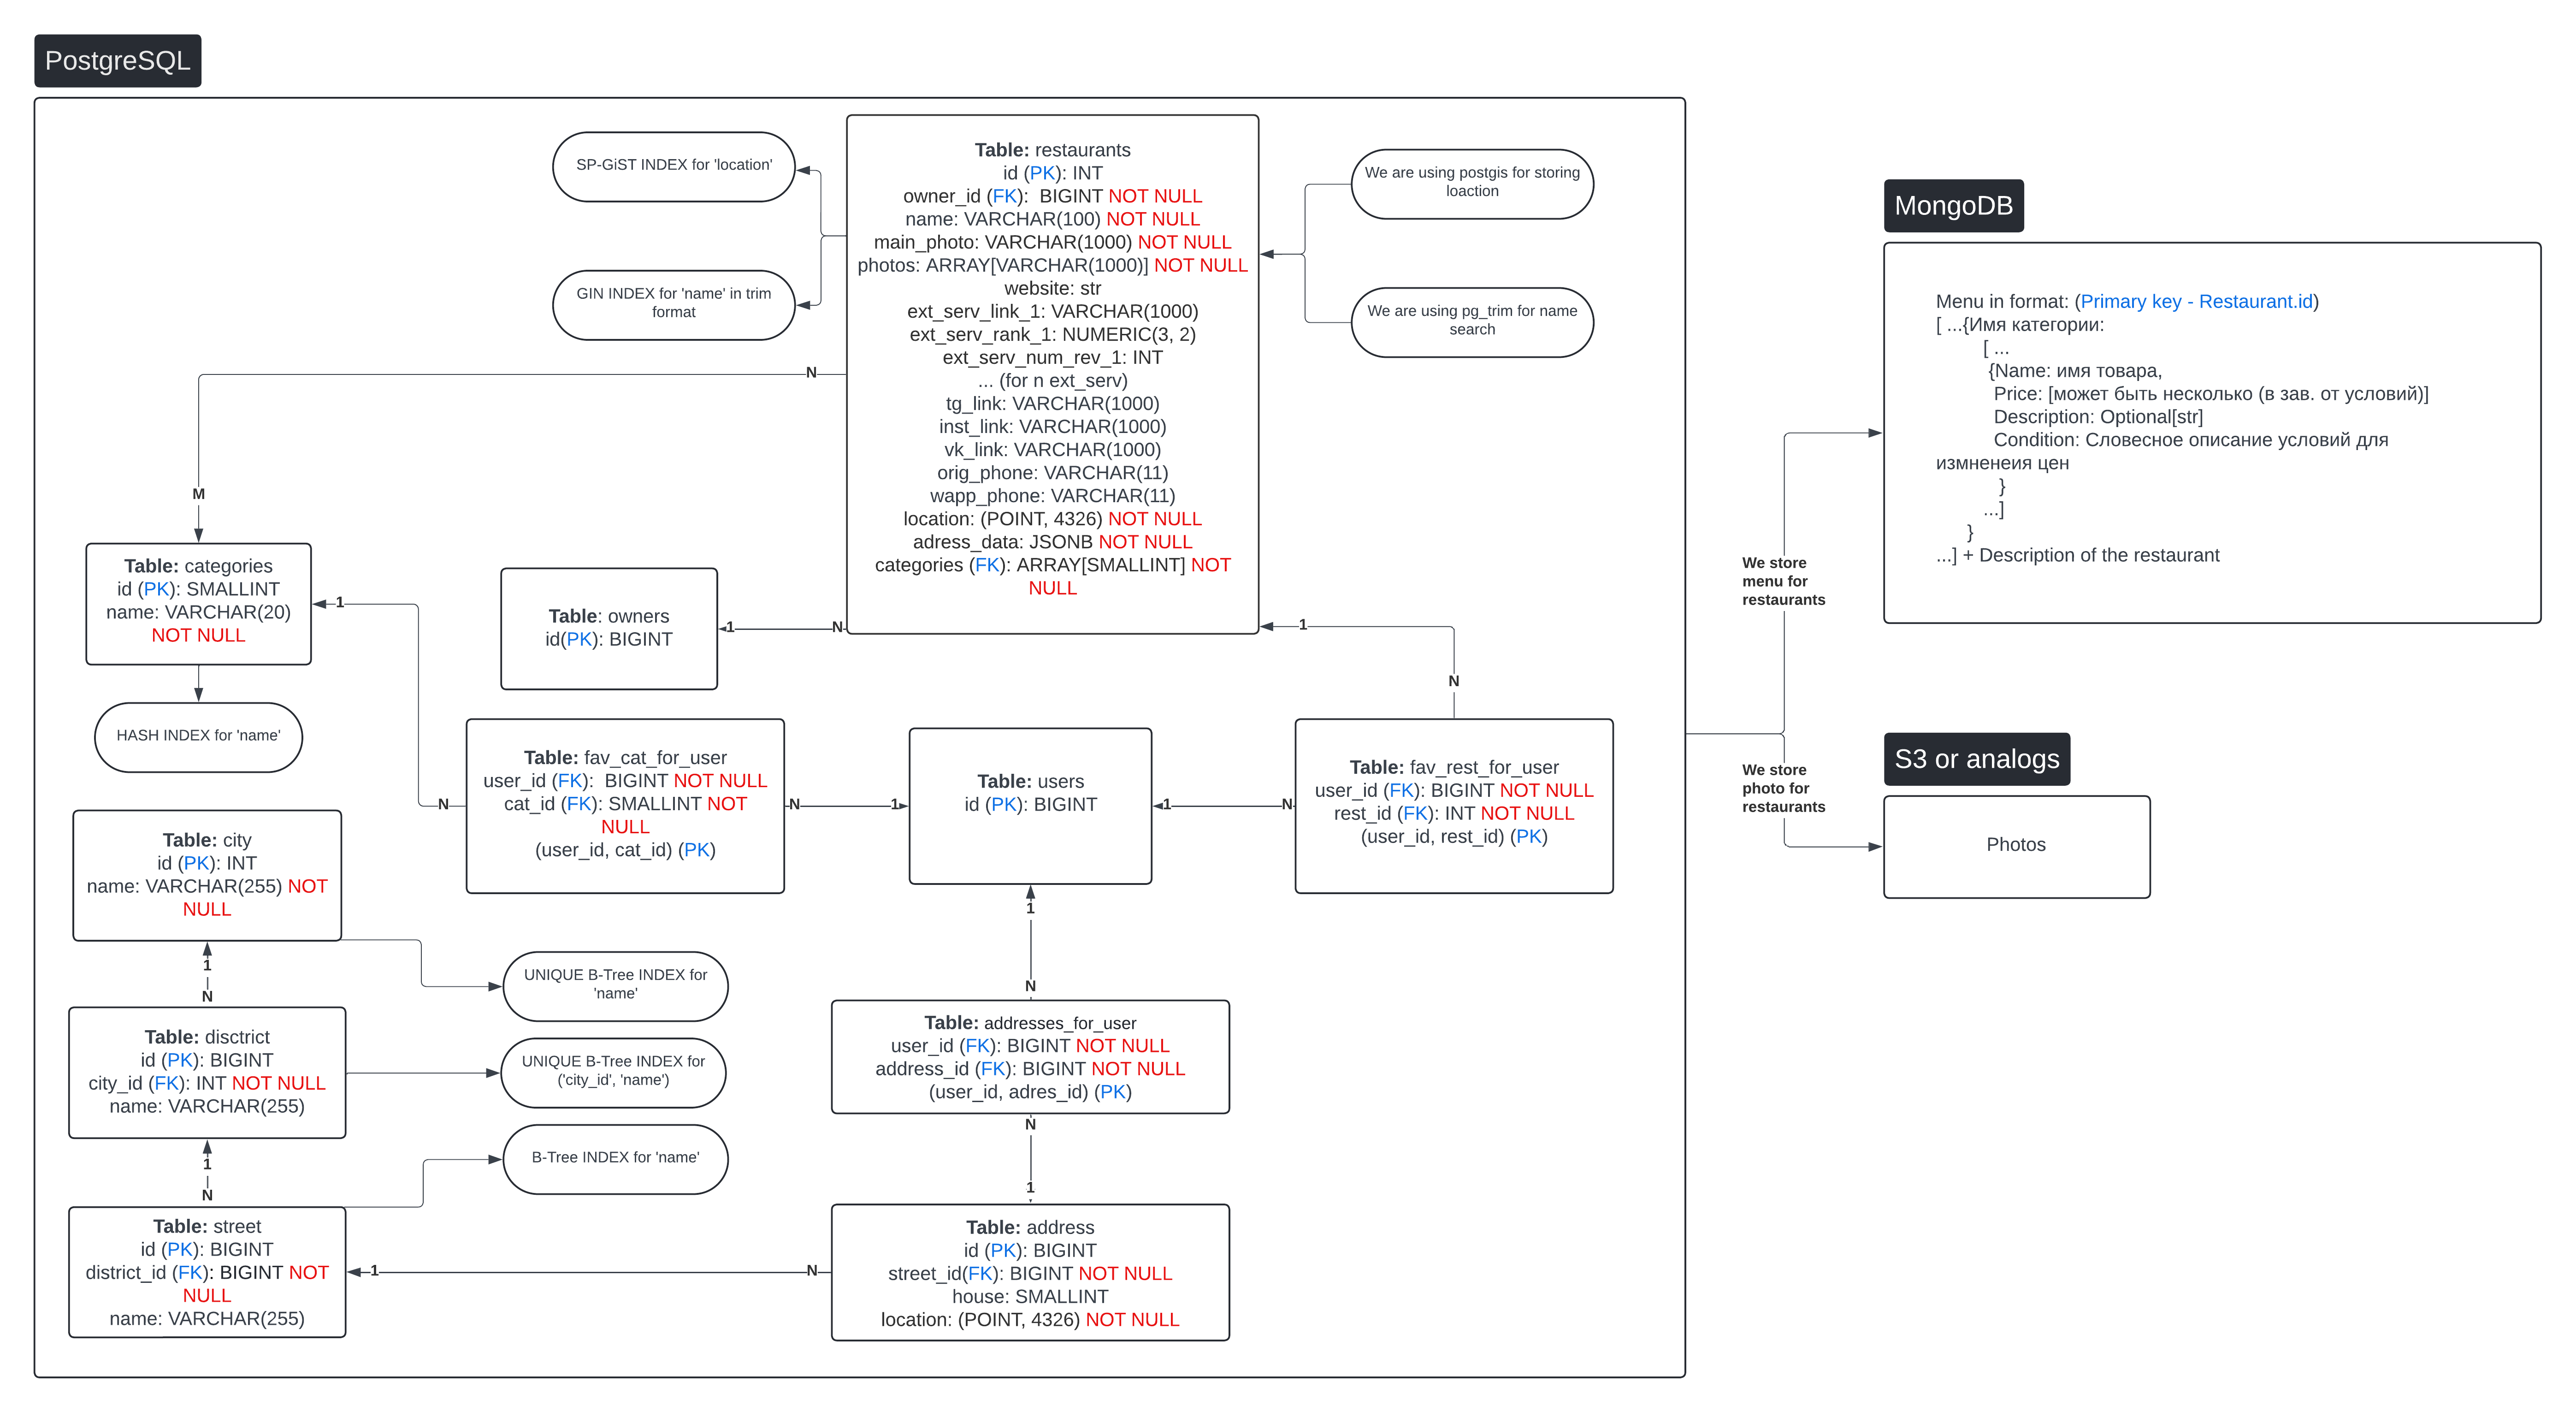 PostgreSQL
SP-GiST INDEX for 'location'
GIN INDEX for 'name' in trim
format
Table: restaurants
id (PK): INT
owner_id (FK): BIGINT NOT NULL
name: VARCHAR(100) NOT NULL
main_photo: VARCHAR(1000) NOT NULL
photos: ARRAY[VARCHAR(1000)] NOT NULL
website: str
ext_serv_link_1: VARCHAR(1000)
ext_serv_rank_1: NUMERIC(3, 2)
ext_serv_num_rev_1: INT
... (for n ext_serv)
tg_link: VARCHAR(1000)
inst_link: VARCHAR(1000)
vk_link: VARCHAR(1000)
orig_phone: VARCHAR(11)
wapp_phone: VARCHAR(11)
location: (POINT, 4326) NOT NULL
adress_data: JSONB NOT NULL
categories (FK): ARRAY[SMALLINT] NOT
NULL
We are using postgis for storing
loaction
We are using pg_trim for name
search
N
M
Table: categories
id (PK): SMALLINT
name: VARCHAR(20)
NOT NULL
1
HASH INDEX for 'name'
Table: owners
id(PK): BIGINT
1
N
1
N
Table: fav_cat_for_user
user_id (FK): BIGINT NOT NULL
cat_id (FK): SMALLINT NOT
NULL
(user_id, cat_id) (PK)
N
N
1
Table: users
id (PK): BIGINT
1
N
Table: fav_rest_for_user
user_id (FK): BIGINT NOT NULL
rest_id (FK): INT NOT NULL
(user_id, rest_id) (PK)
Table: city
id (PK): INT
name: VARCHAR(255) NOT
NULL
1
N
UNIQUE B-Tree INDEX for
'name'
Table: disctrict
id (PK): BIGINT
city_id (FK): INT NOT NULL
name: VARCHAR(255)
UNIQUE B-Tree INDEX for
('city_id', 'name')
1
N
B-Tree INDEX for 'name'
Table: street
id (PK): BIGINT
district_id (FK): BIGINT NOT
NULL
name: VARCHAR(255)
1
N
1
N
Table: addresses_for_user
user_id (FK): BIGINT NOT NULL
address_id (FK): BIGINT NOT NULL
(user_id, adres_id) (PK)
N
1
Table: address
id (PK): BIGINT
street_id(FK): BIGINT NOT NULL
house: SMALLINT
location: (POINT, 4326) NOT NULL
We store
menu for
restaurants
We store
photo for
restaurants
MongoDB
Menu in format: (Primary key - Restaurant.id)
[ ...{Имя категории:
[ ...
{Name: имя товара,
Price: [может быть несколько (в зав. от условий)]
Description: Optional[str]
Condition: Словесное описание условий для
измненеия цен
}
...]
}
...] + Description of the restaurant
S3 or analogs
Photos